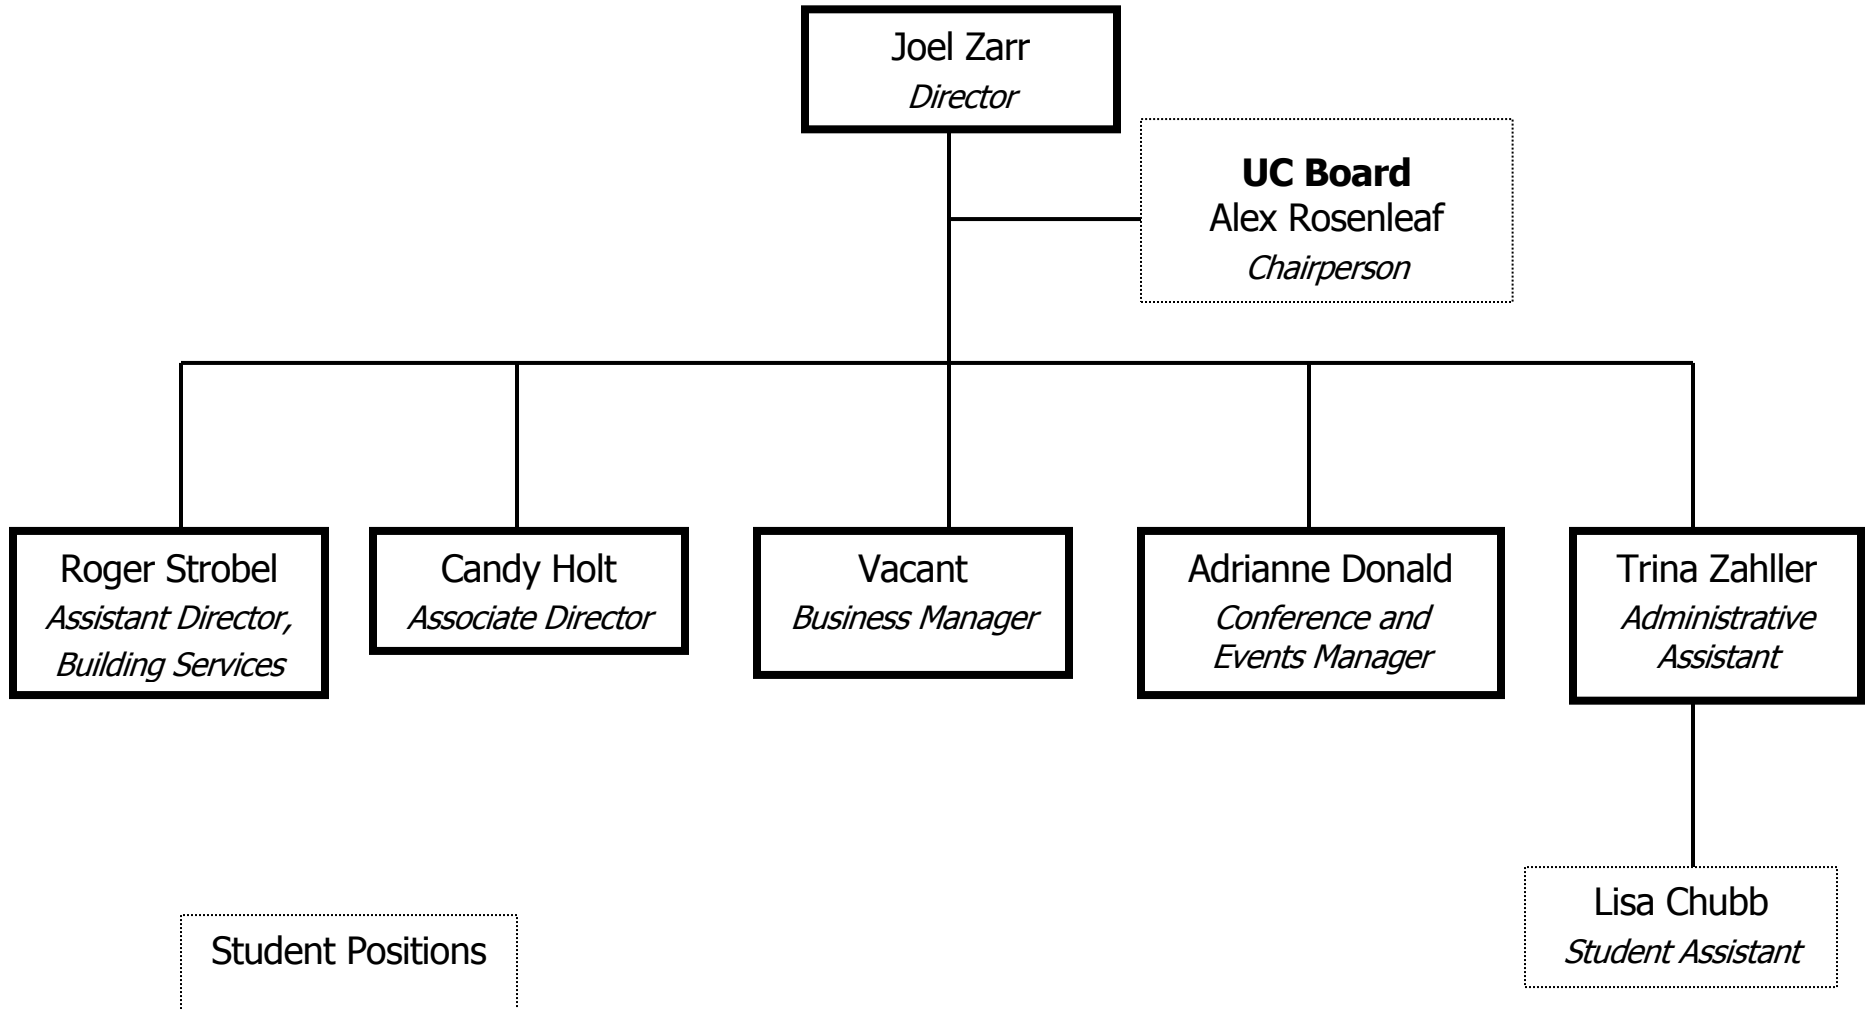 Joel Zarr
Director
UC Board
Alex Rosenleaf
Chairperson
Roger Strobel
Assistant Director,
Building Services
Candy Holt
Associate Director
Vacant
Business Manager
Adrianne Donald
Conference and
Events Manager
Trina Zahller
Administrative
Assistant
Lisa Chubb
Student Assistant
Student Positions